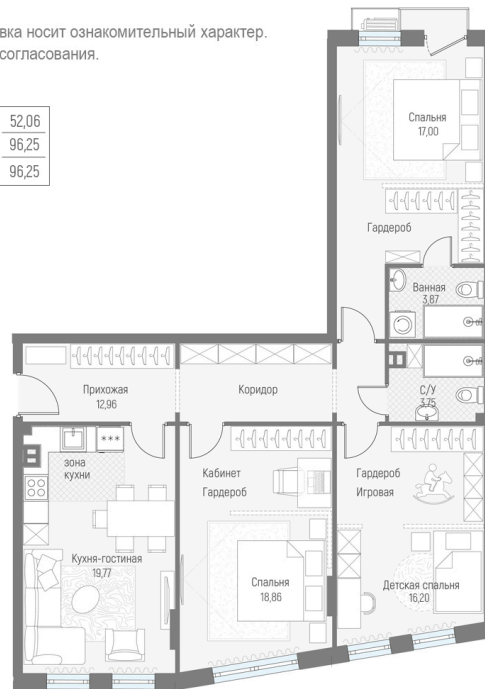 вка носит ознакомительный характер.
согласования.
52,06
96,25
96,25
Спальня
17,00
Гардероб
Ванная
3,87
Прихожая
12,96
Коридор
С/У
3,75
зона
кухни
Кабинет
Гардероб
Гардероб
Игровая
Кухня-гостиная
19,77
Спальня
18,86
Детская спальня
16,20